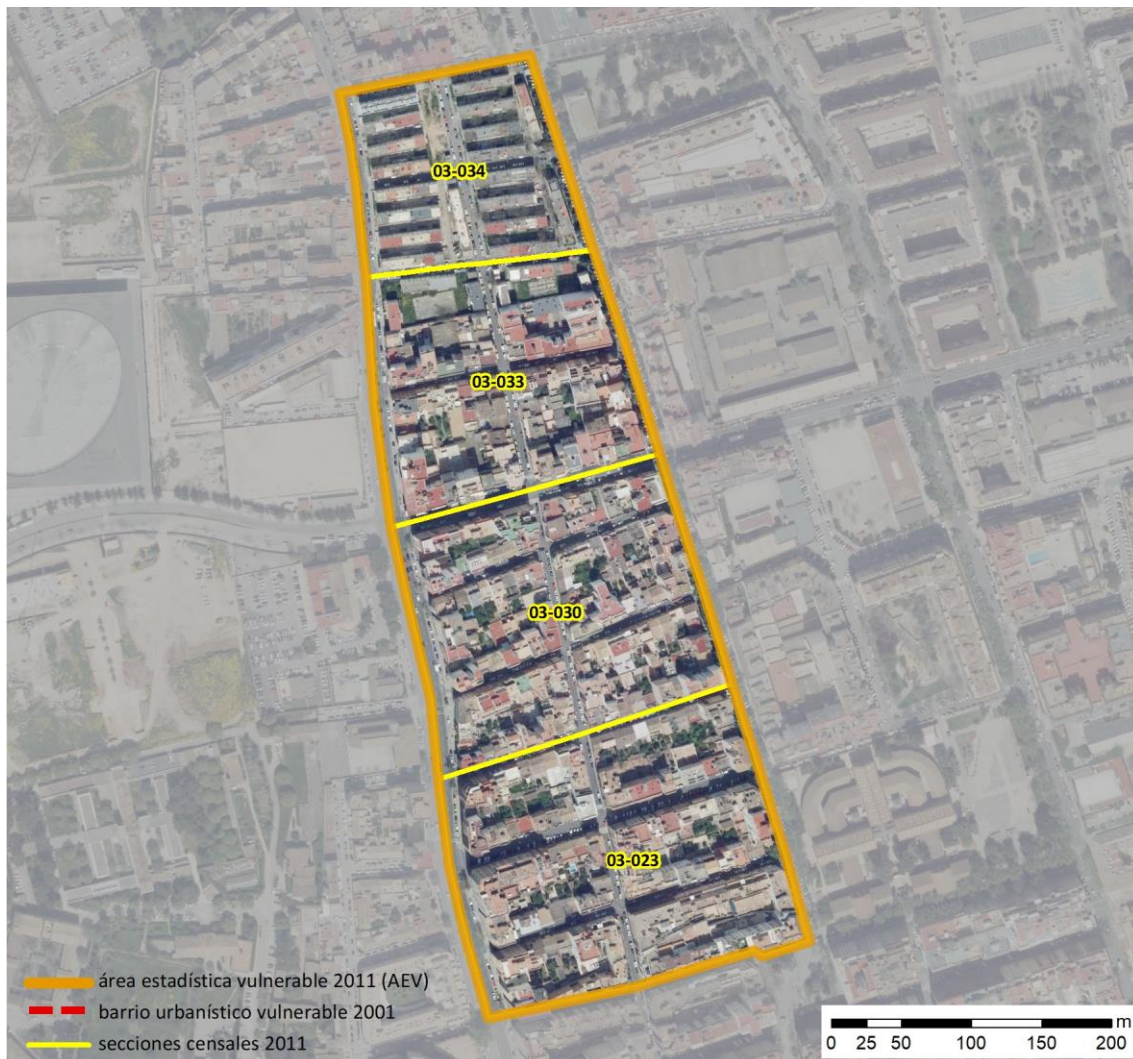 03-034
03-033
03-030
03-023
área estadística vulnerable 2011 (AEV)
barrio urbanístico vulnerable 2001
secciones censales 2011
m
0 25 50 100 150 200